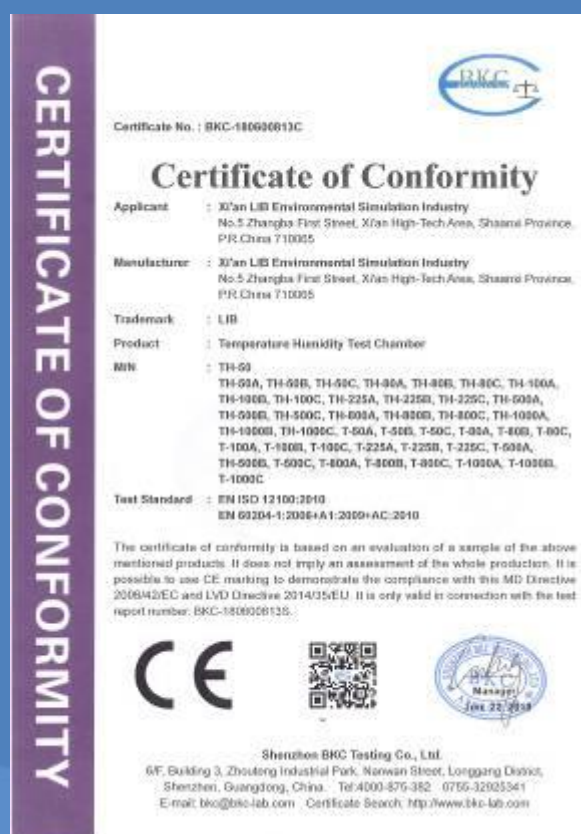 CERTIFICATE OF CONFORMITY
BKC
Certificate No. : BKC-180600813C
Certificate of Conformity
Applicant : Xi'an LIB Environmental Simulation Industry
No.5 Zhangba First Street, Xi'an High-Tech Area, Shaanxi Province,
P.R.China 710065
Manufacturer : Xi'an LIB Environmental Simulation Industry
No.5 Zhangba First Street, Xi'an High-Tech Area, Shaanxi Province,
P.R.China 710065
Trademark : LIB
Product : Temperature Humidity Test Chamber
M/N : TH-50
TH-50A, TH-50B, TH-50C, TH-80A, TH-80B, TH-80C, TH-100A,
TH-100B, TH-100C, TH-225A, TH-225B, TH-225C, TH-500A,
TH-500B, TH-500C, TH-800A, TH-800B, TH-800C, TH-1000A,
TH-1000B, TH-1000C, T-50A, T-50B, T-50C, T-80A, T-80B, T-80C,
T-100A, T-100B, T-100C, T-225A, T-225B, T-225C, T-500A,
TH-500B, T-500C, T-800A, T-800B, T-800C, T-1000A, T-1000B,
T-1000C
Test Standard : EN ISO 12100:2010
EN 60204-1:2006+A1:2009+AC:2010
The certificate of conformity is based on an evaluation of a sample of the above
mentioned products. It does not imply an assessment of the whole production. It is
possible to use CE marking to demonstrate the compliance with this MD Directive
2006/42/EC and LVD Directive 2014/35/EU. It is only valid in connection with the test
report number: BKC-180600813S.
CE
BKC
Manager
June. 22, 2018
Shenzhen BKC Testing Co., Ltd.
6/F, Building 3, Zhouteng Industrial Park, Nanwan Street, Longgang District,
Shenzhen, Guangdong, China. Tel:4000-875-382 0755-32925341
E-mail: bkc@bkc-lab.com Certificate Search: http://www.bkc-lab.com